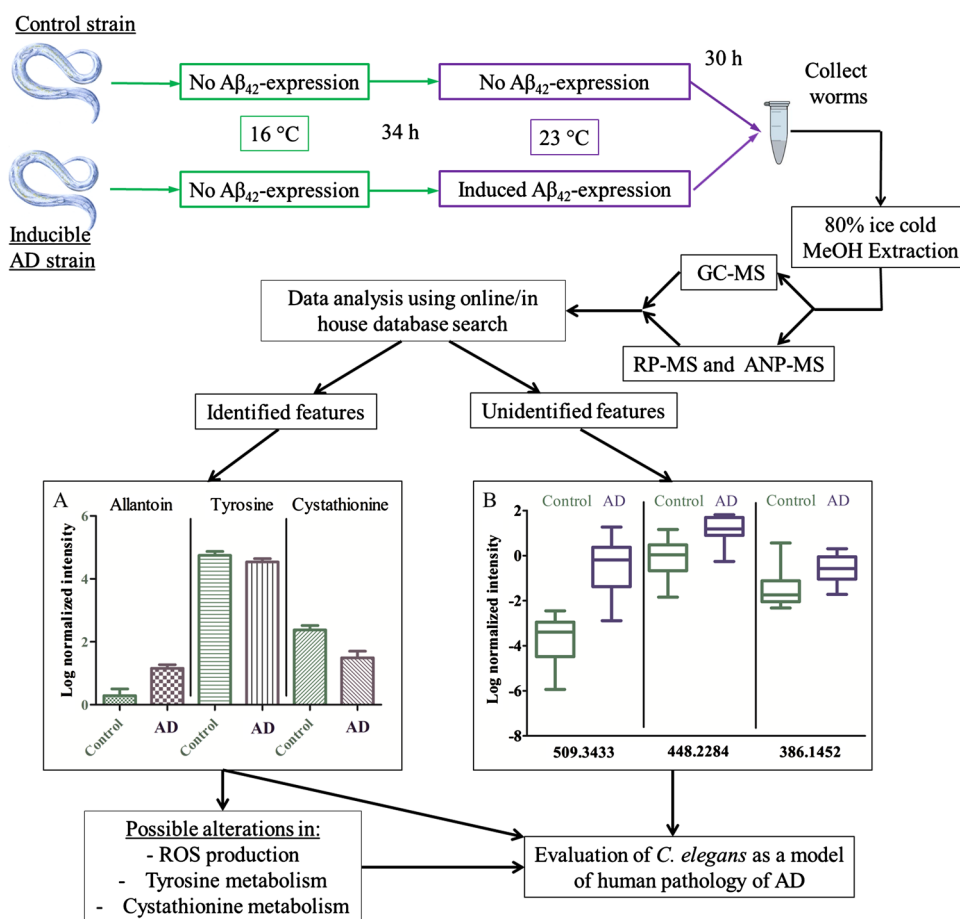 Control strain
No Aβ42-expression
No Aβ42-expression
30 h
Collect
worms
16 °C
34 h
23 °C
No Aβ42-expression
Induced Aβ42-expression
Inducible
AD strain
80% ice cold
MeOH Extraction
GC-MS
Data analysis using online/in
house database search
RP-MS and ANP-MS
Identified features
Unidentified features
A
Allantoin
Tyrosine
Cystathionine
Log normalized intensity
6
4
2
0
Control
AD
Control
AD
Control
AD
B
Control
AD
Control
AD
Control
AD
Log normalized intensity
2
0
-2
-4
-6
-8
509.3433
448.2284
386.1452
Possible alterations in:
- ROS production
- Tyrosine metabolism
- Cystathionine metabolism
Evaluation of C. elegans as a model
of human pathology of AD